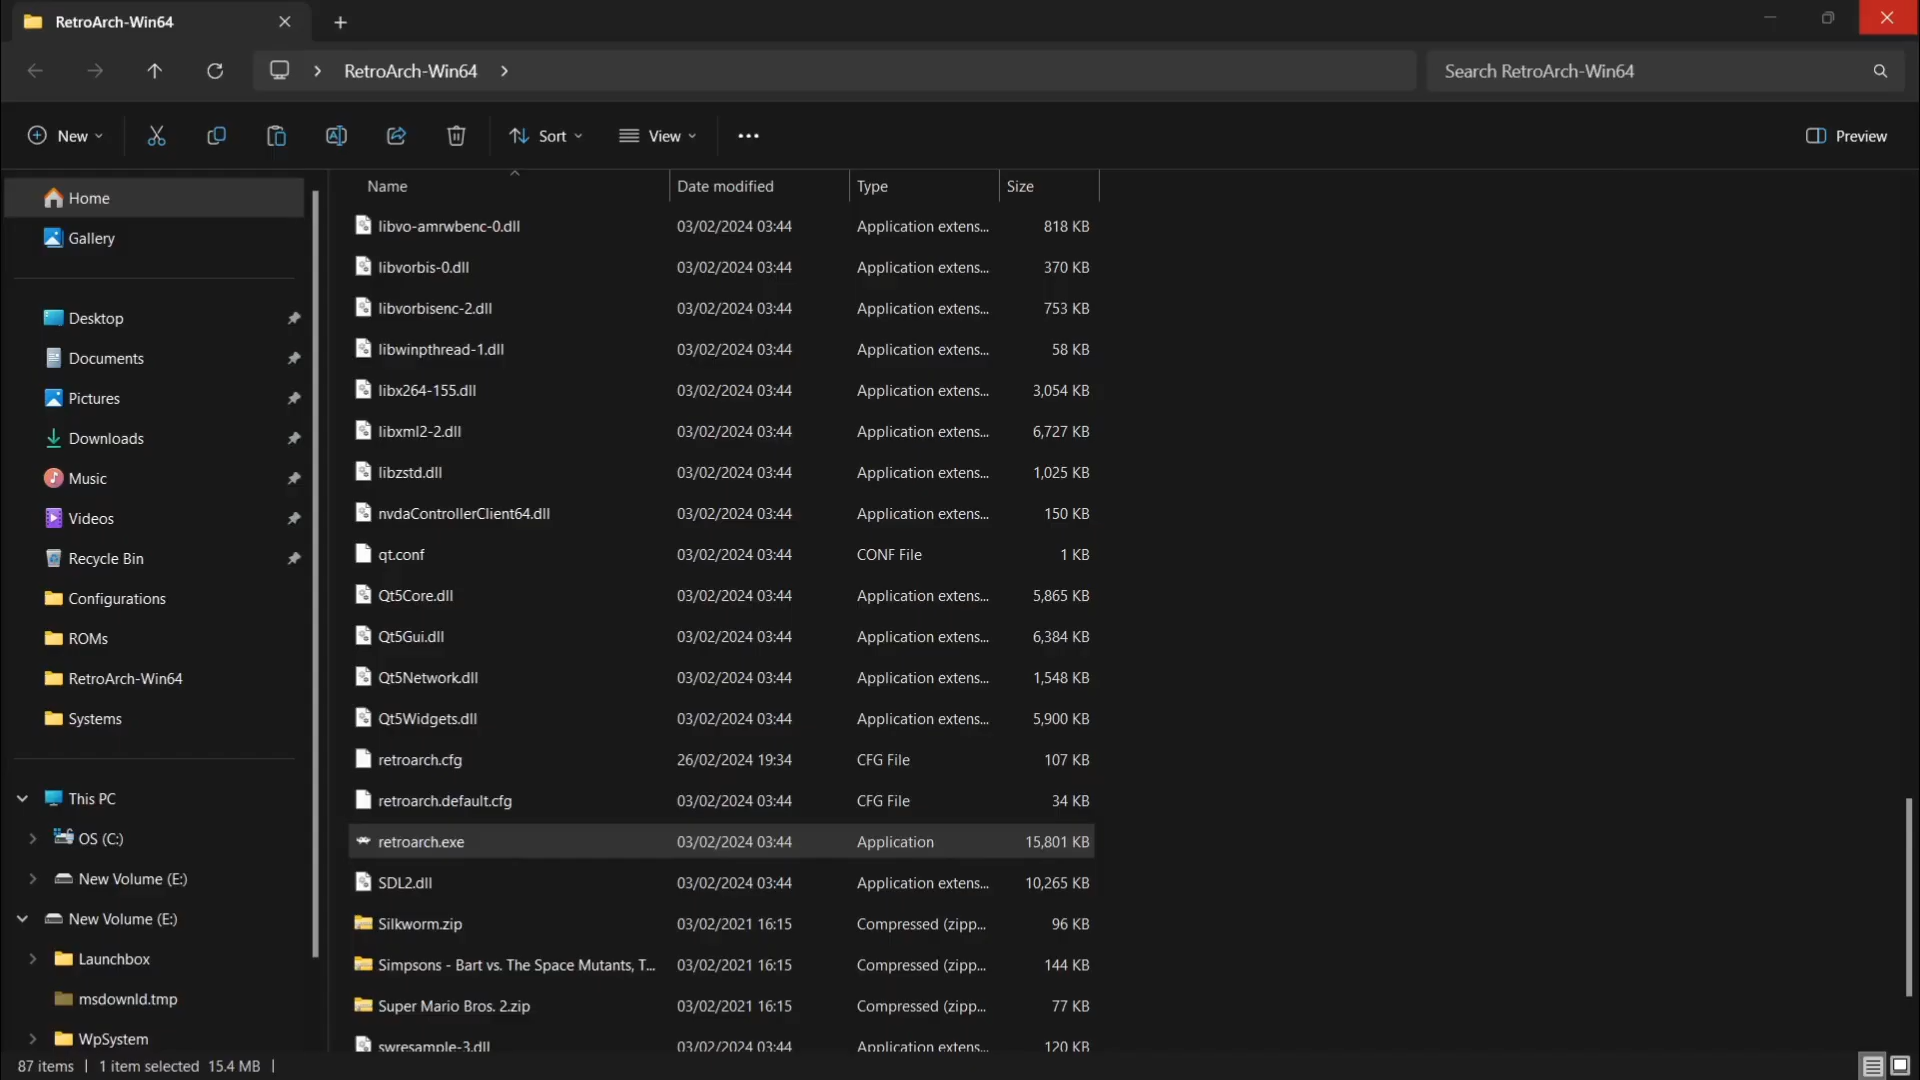 RetroArch-Win64
RetroArch-Win64
Search RetroArch-Win64
New
Sort
View
Preview
Home
Gallery
Desktop
Documents
Pictures
Downloads
Music
Videos
Recycle Bin
Configurations
ROMs
RetroArch-Win64
Systems
This PC
OS (C:)
New Volume (E:)
New Volume (E:)
Launchbox
msdownld.tmp
WpSystem
Name Date modified Type Size
libvo-amrwbenc-0.dll 03/02/2024 03:44 Application extens... 818 KB
libvorbis-0.dll 03/02/2024 03:44 Application extens... 370 KB
libvorbisenc-2.dll 03/02/2024 03:44 Application extens... 753 KB
libwinpthread-1.dll 03/02/2024 03:44 Application extens... 58 KB
libx264-155.dll 03/02/2024 03:44 Application extens... 3,054 KB
libxml2-2.dll 03/02/2024 03:44 Application extens... 6,727 KB
libzstd.dll 03/02/2024 03:44 Application extens... 1,025 KB
nvdaControllerClient64.dll 03/02/2024 03:44 Application extens... 150 KB
qt.conf 03/02/2024 03:44 CONF File 1 KB
Qt5Core.dll 03/02/2024 03:44 Application extens... 5,865 KB
Qt5Gui.dll 03/02/2024 03:44 Application extens... 6,384 KB
Qt5Network.dll 03/02/2024 03:44 Application extens... 1,548 KB
Qt5Widgets.dll 03/02/2024 03:44 Application extens... 5,900 KB
retroarch.cfg 26/02/2024 19:34 CFG File 107 KB
retroarch.default.cfg 03/02/2024 03:44 CFG File 34 KB
retroarch.exe 03/02/2024 03:44 Application 15,801 KB
SDL2.dll 03/02/2024 03:44 Application extens... 10,265 KB
Silkworm.zip 03/02/2021 16:15 Compressed (zipp... 96 KB
Simpsons - Bart vs. The Space Mutants, T... 03/02/2021 16:15 Compressed (zipp... 144 KB
Super Mario Bros. 2.zip 03/02/2021 16:15 Compressed (zipp... 77 KB
swresample-3.dll 03/02/2024 03:44 Application extens... 120 KB
87 items | 1 item selected 15.4 MB |